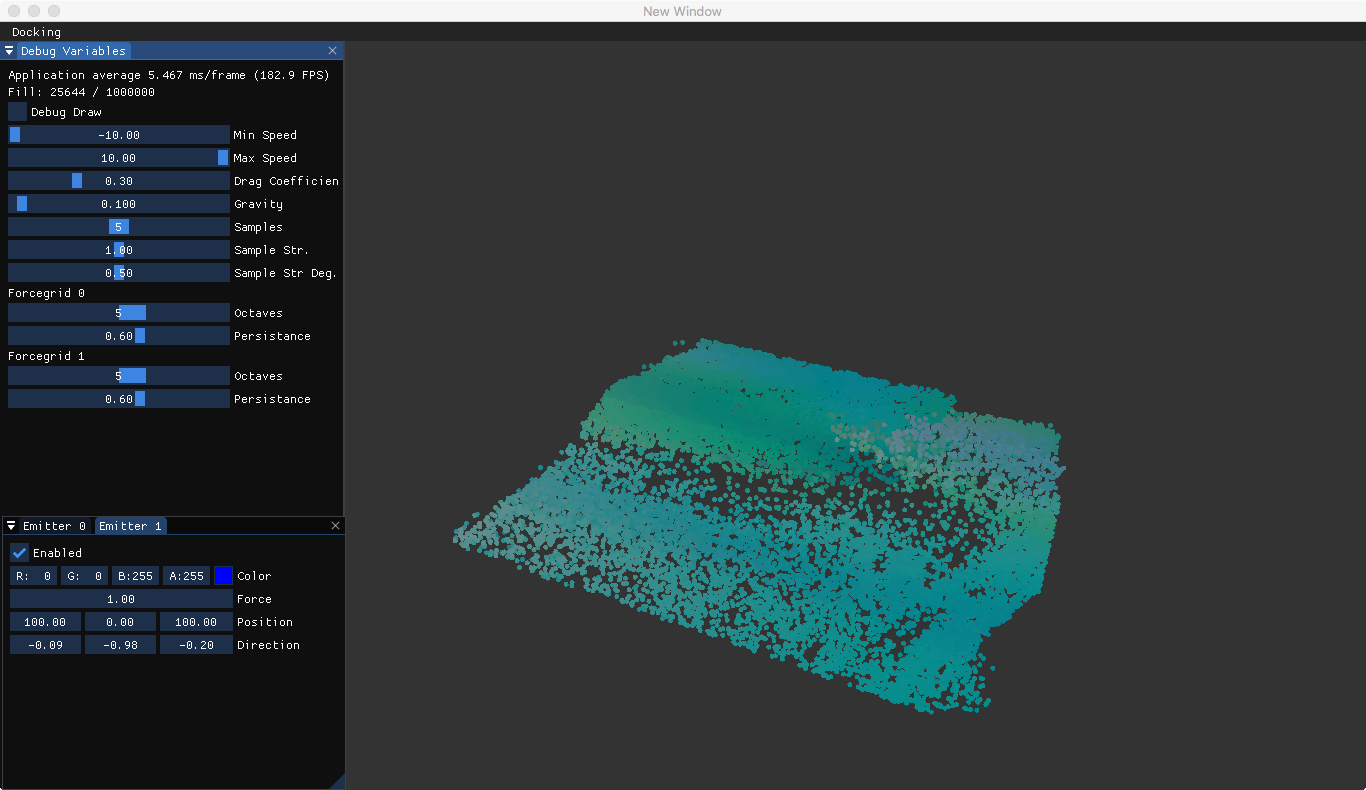 New Window
Docking
Debug Variables
Application average 5.467 ms/frame (182.9 FPS)
Fill: 25644 / 1000000
Debug Draw
-10.00 Min Speed
10.00 Max Speed
0.30 Drag Coefficien
0.100 Gravity
5 Samples
1.00 Sample Str.
0.50 Sample Str Deg.
Forcegrid 0
5 Octaves
0.60 Persistance
Forcegrid 1
5 Octaves
0.60 Persistance
Emitter 0 Emitter 1
Enabled
R: 0 G: 0 B:255 A:255 Color
1.00 Force
100.00 0.00 100.00 Position
-0.09 -0.98 -0.20 Direction